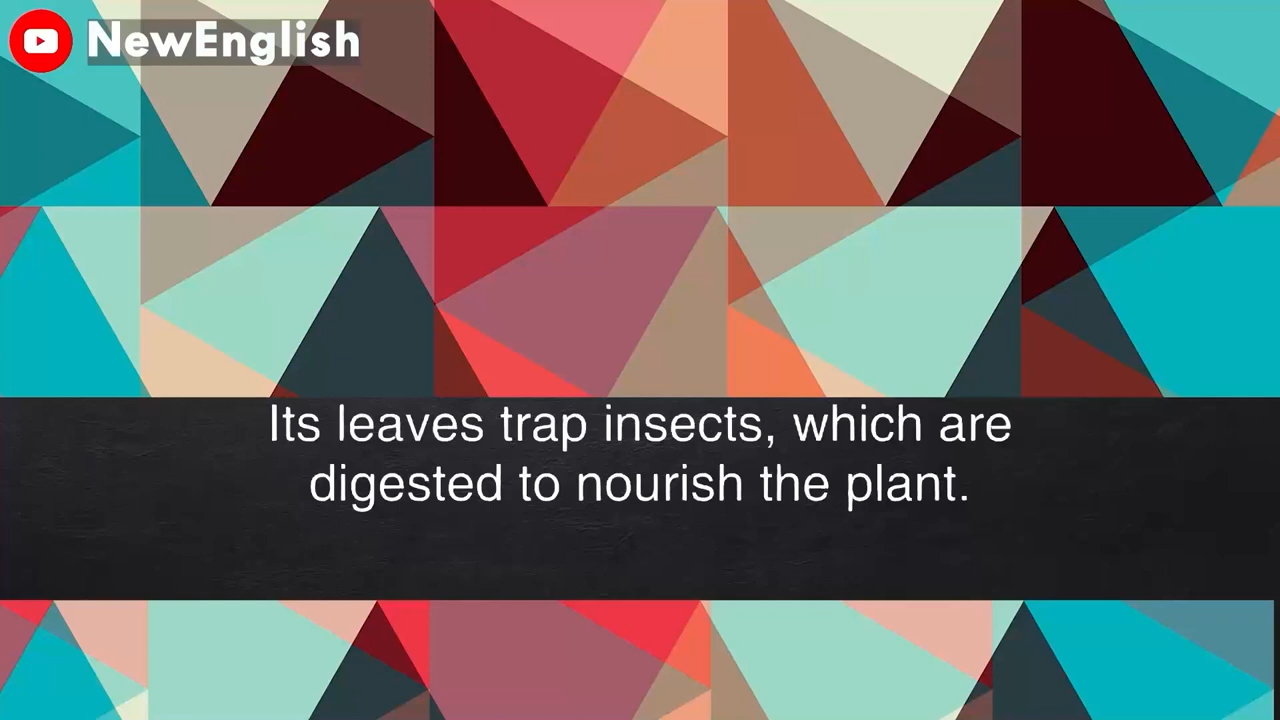 NewEnglish
Its leaves trap insects, which are
digested to nourish the plant.